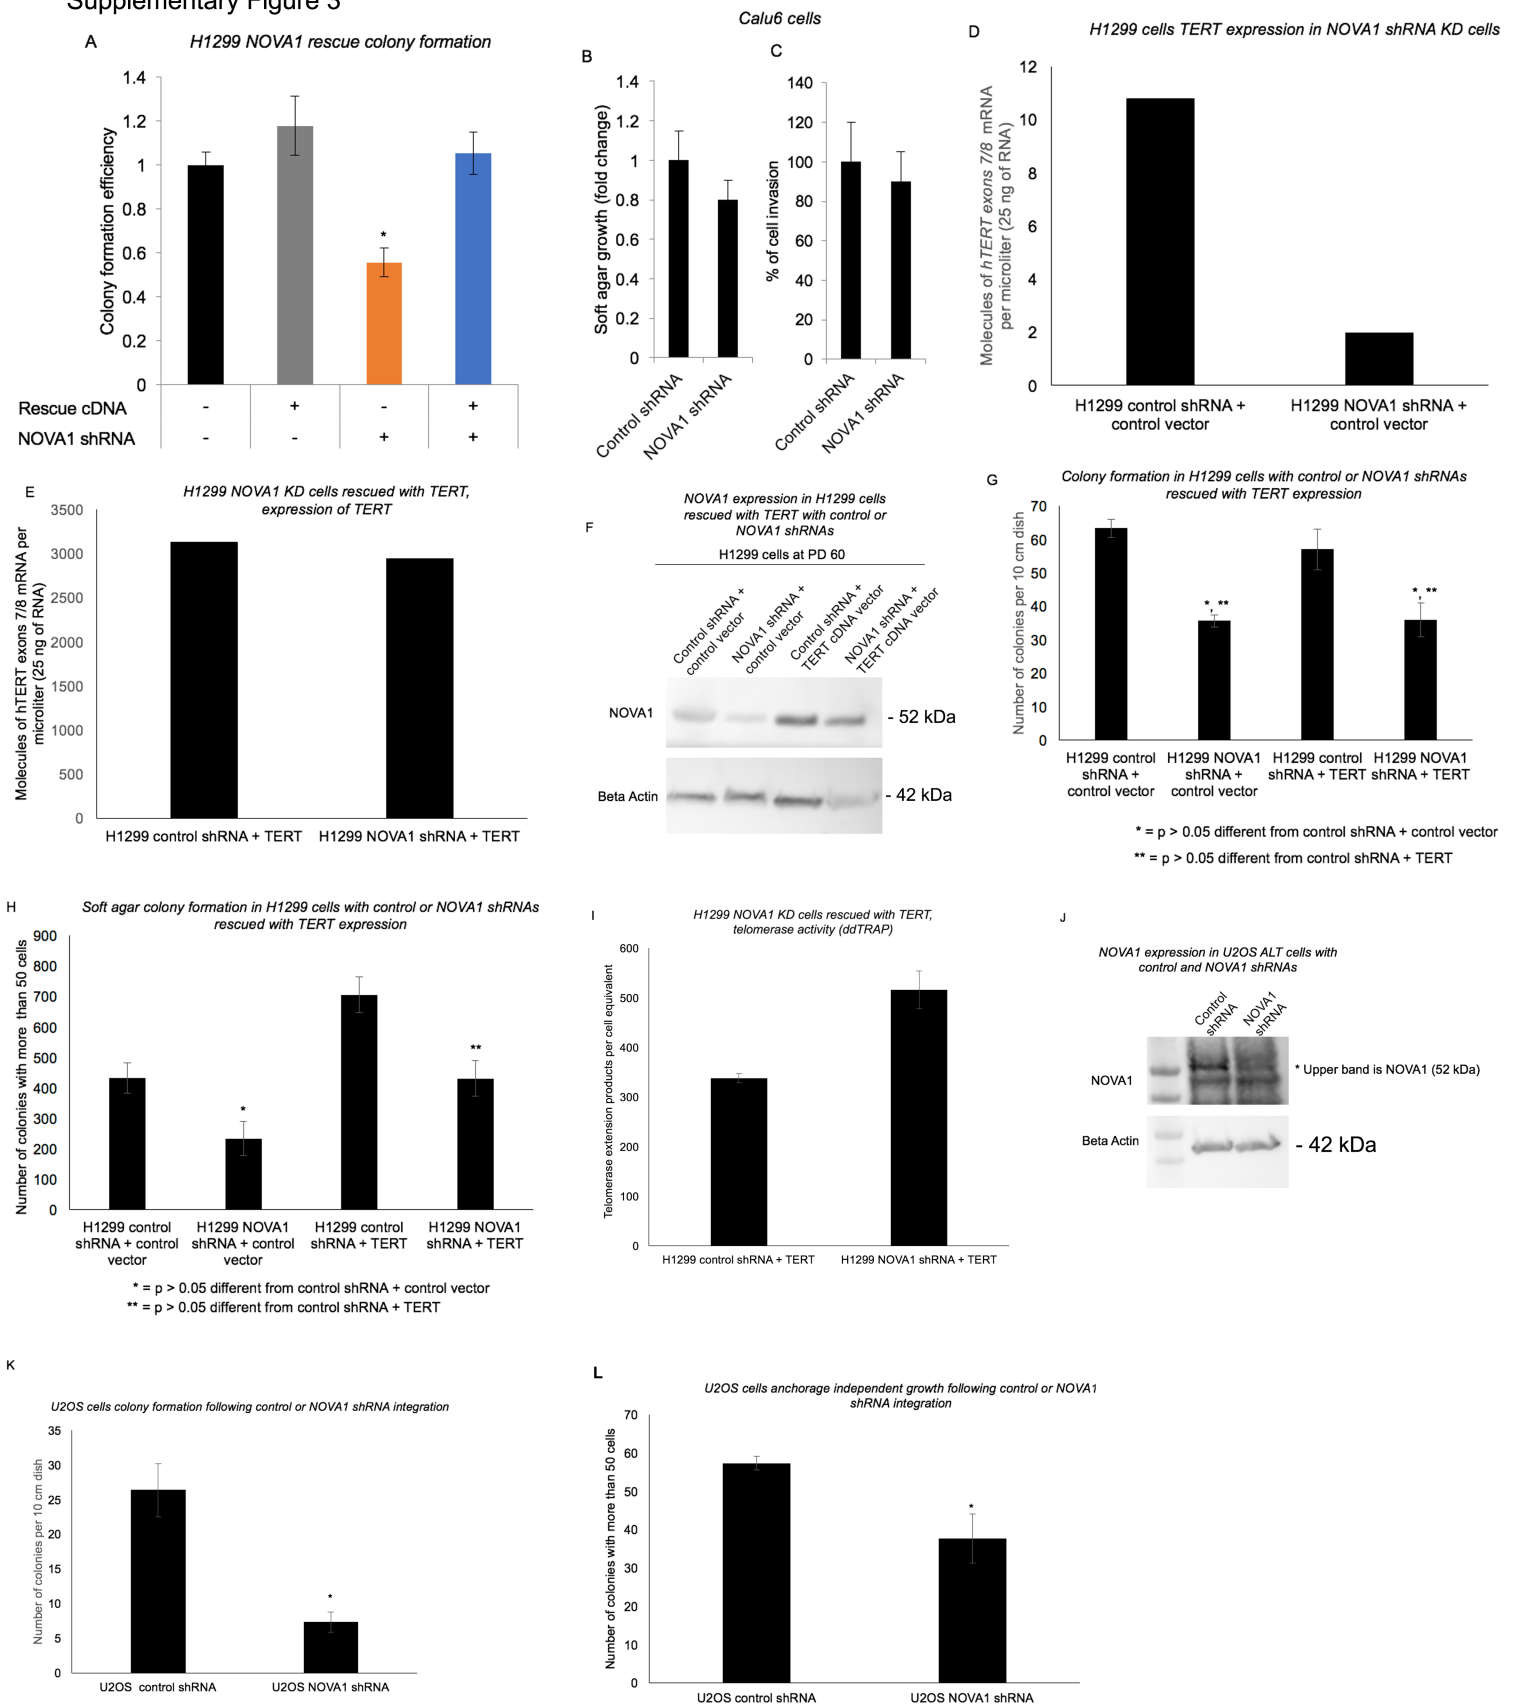 Supplementary Figure 3
A
H1299 NOVA1 rescue colony formation
Colony formation efficiency
1.4
1.2
1
0.8
0.6
0.4
0.2
0
*
Rescue cDNA - + - +
NOVA1 shRNA - - + +
Calu6 cells
B
Soft agar growth (fold change)
1.4
1.2
1
0.8
0.6
0.4
0.2
0
Control shRNA
NOVA1 shRNA
C
% of cell invasion
140
120
100
80
60
40
20
0
Control shRNA
NOVA1 shRNA
D
H1299 cells TERT expression in NOVA1 shRNA KD cells
Molecules of hTERT exons 7/8 mRNA
per microliter (25 ng of RNA)
12
10
8
6
4
2
0
H1299 control shRNA +
control vector
H1299 NOVA1 shRNA +
control vector
E
H1299 NOVA1 KD cells rescued with TERT,
expression of TERT
Molecules of hTERT exons 7/8 mRNA per
microliter (25 ng of RNA)
3500
3000
2500
2000
1500
1000
500
0
H1299 control shRNA + TERT
H1299 NOVA1 shRNA + TERT
F
NOVA1 expression in H1299 cells
rescued with TERT with control or
NOVA1 shRNAs
H1299 cells at PD 60
Control shRNA +
control vector
NOVA1 shRNA +
control vector
Control shRNA +
TERT cDNA vector
NOVA1 shRNA +
TERT cDNA vector
NOVA1
- 52 kDa
Beta Actin
- 42 kDa
G
Colony formation in H1299 cells with control or NOVA1 shRNAs
rescued with TERT expression
Number of colonies per 10 cm dish
70
60
50
40
30
20
10
0
*, **
*, **
H1299 control
shRNA +
control vector
H1299 NOVA1
shRNA +
control vector
H1299 control
shRNA + TERT
H1299 NOVA1
shRNA + TERT
* = p > 0.05 different from control shRNA + control vector
** = p > 0.05 different from control shRNA + TERT
H
Soft agar colony formation in H1299 cells with control or NOVA1 shRNAs
rescued with TERT expression
Number of colonies with more than 50 cells
900
800
700
600
500
400
300
200
100
0
*
**
H1299 control
shRNA + control
vector
H1299 NOVA1
shRNA + control
vector
H1299 control
shRNA + TERT
H1299 NOVA1
shRNA + TERT
* = p > 0.05 different from control shRNA + control vector
** = p > 0.05 different from control shRNA + TERT
I
H1299 NOVA1 KD cells rescued with TERT,
telomerase activity (ddTRAP)
Telomerase extension products per cell equivalent
600
500
400
300
200
100
0
H1299 control shRNA + TERT
H1299 NOVA1 shRNA + TERT
J
NOVA1 expression in U2OS ALT cells with
control and NOVA1 shRNAs
Control
shRNA
NOVA1
shRNA
NOVA1
* Upper band is NOVA1 (52 kDa)
Beta Actin
- 42 kDa
K
U2OS cells colony formation following control or NOVA1 shRNA integration
Number of colonies per 10 cm dish
35
30
25
20
15
10
5
0
*
U2OS control shRNA
U2OS NOVA1 shRNA
L
U2OS cells anchorage independent growth following control or NOVA1
shRNA integration
Number of colonies with more than 50 cells
70
60
50
40
30
20
10
0
*
U2OS control shRNA
U2OS NOVA1 shRNA